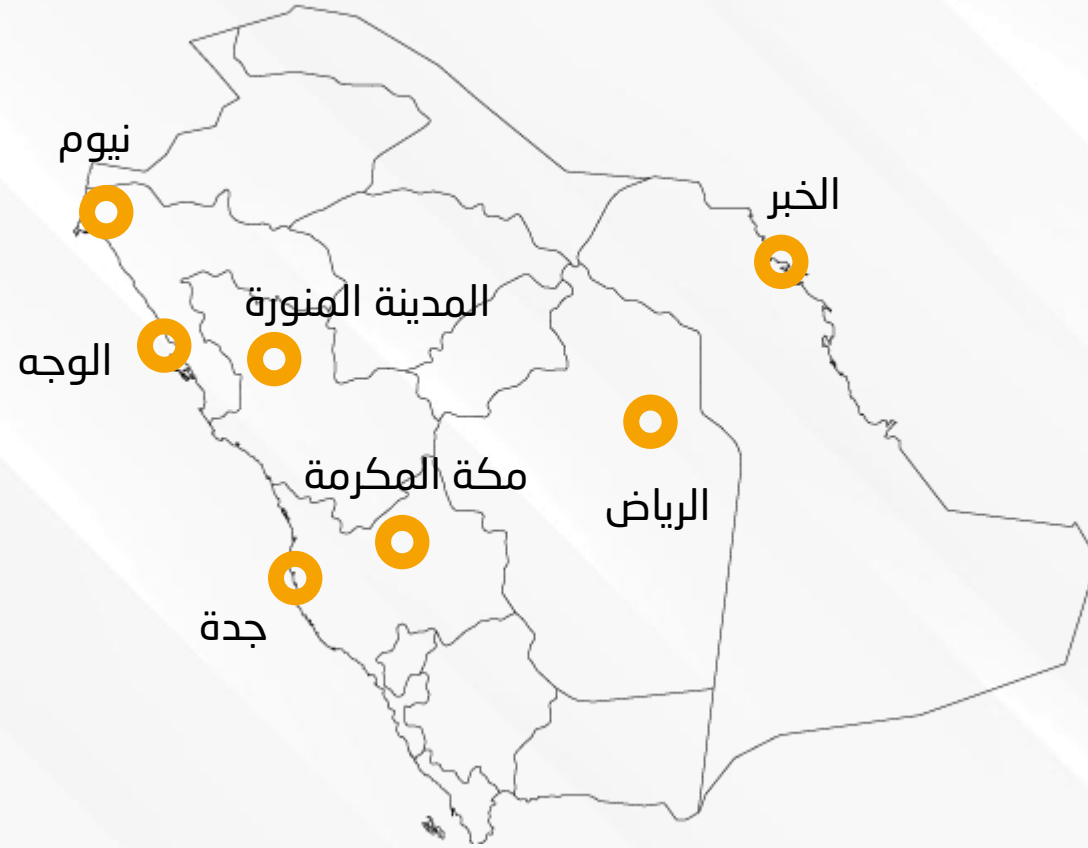 نيوم
الخبر
المدينة المنورة
الوجه
مكة المكرمة
الرياض
جدة